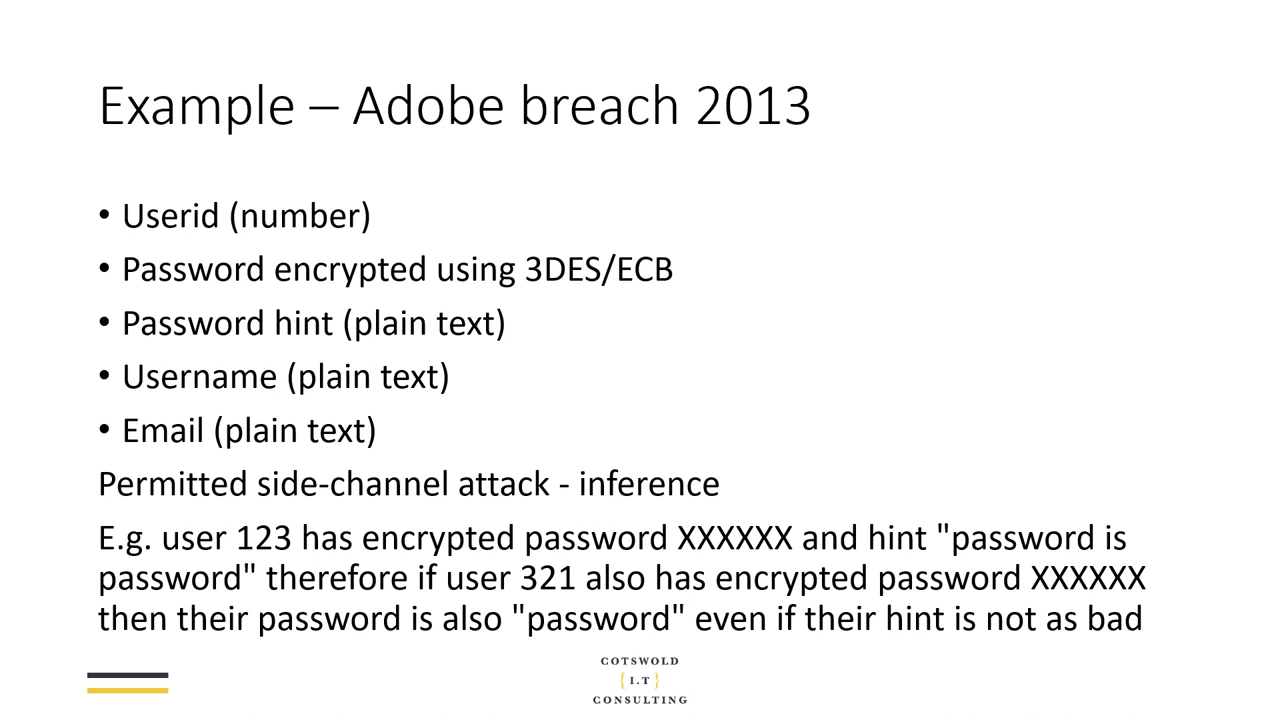 Example – Adobe breach 2013
• Userid (number)
• Password encrypted using 3DES/ECB
• Password hint (plain text)
• Username (plain text)
• Email (plain text)
Permitted side-channel attack - inference
E.g. user 123 has encrypted password XXXXXX and hint "password is
password" therefore if user 321 also has encrypted password XXXXXX
then their password is also "password" even if their hint is not as bad
COTSWOLD
{ I.T }
CONSULTING